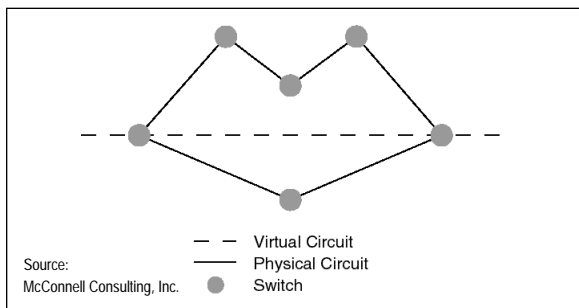 Virtual Circuit
Source:
Physical Circuit
McConnell Consulting, Inc.
Switch